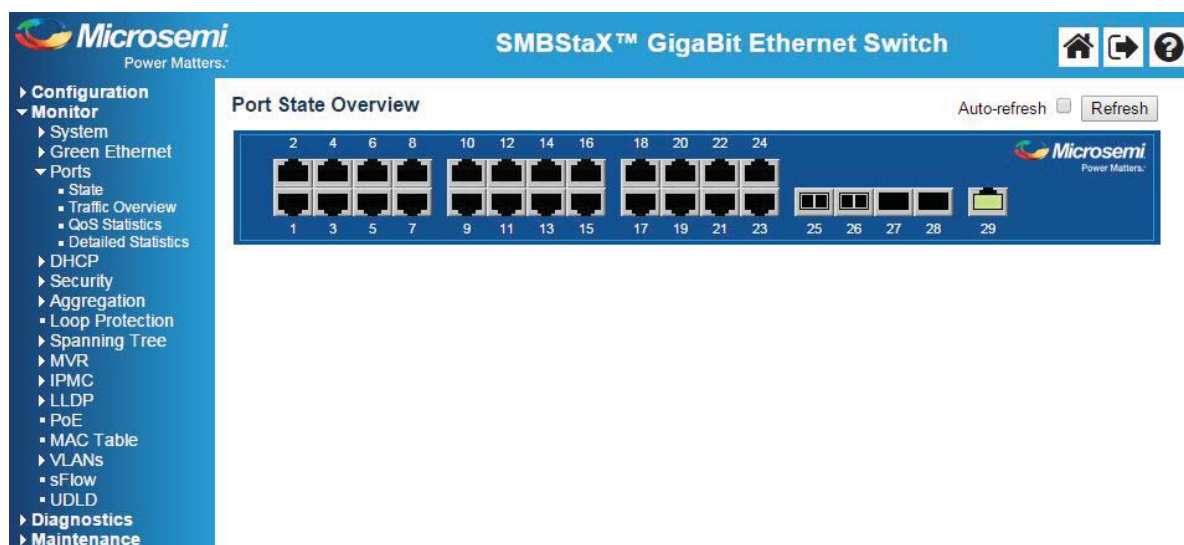 Microsemi
Power Matters.™
SMBStaX™ GigaBit Ethernet Switch
?
Configuration
Monitor
System
Green Ethernet
Ports
State
Traffic Overview
QoS Statistics
Detailed Statistics
DHCP
Security
Aggregation
Loop Protection
Spanning Tree
MVR
IPMC
LLDP
PoE
MAC Table
VLANs
sFlow
UDLD
Diagnostics
Maintenance
Port State Overview
Auto-refresh Refresh
2 4 6 8 10 12 14 16 18 20 22 24
Microsemi
Power Matters.™
1 3 5 7 9 11 13 15 17 19 21 23 25 26 27 28 29